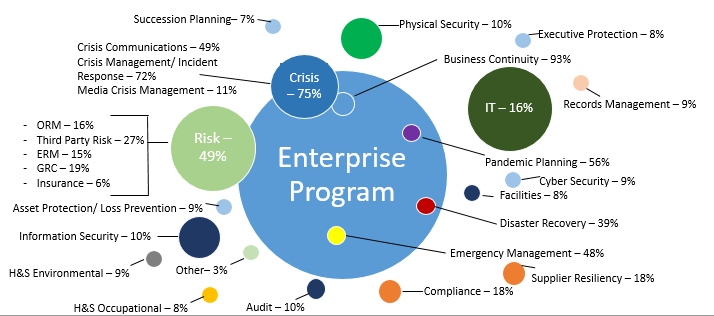 Succession Planning– 7%
Physical Security – 10%
Executive Protection – 8%
Crisis Communications – 49%
Crisis Management/ Incident
Response – 72%
Media Crisis Management – 11%
Crisis
– 75%
Business Continuity – 93%
IT – 16%
Records Management – 9%
- ORM – 16%
- Third Party Risk – 27%
- ERM – 15%
- GRC – 19%
- Insurance – 6%
Risk –
49%
Enterprise
Program
Pandemic Planning – 56%
Cyber Security – 9%
Facilities – 8%
Asset Protection/ Loss Prevention – 9%
Disaster Recovery – 39%
Information Security – 10%
Emergency Management – 48%
H&S Environmental – 9%
Other– 3%
Supplier Resiliency – 18%
Compliance – 18%
H&S Occupational – 8%
Audit – 10%